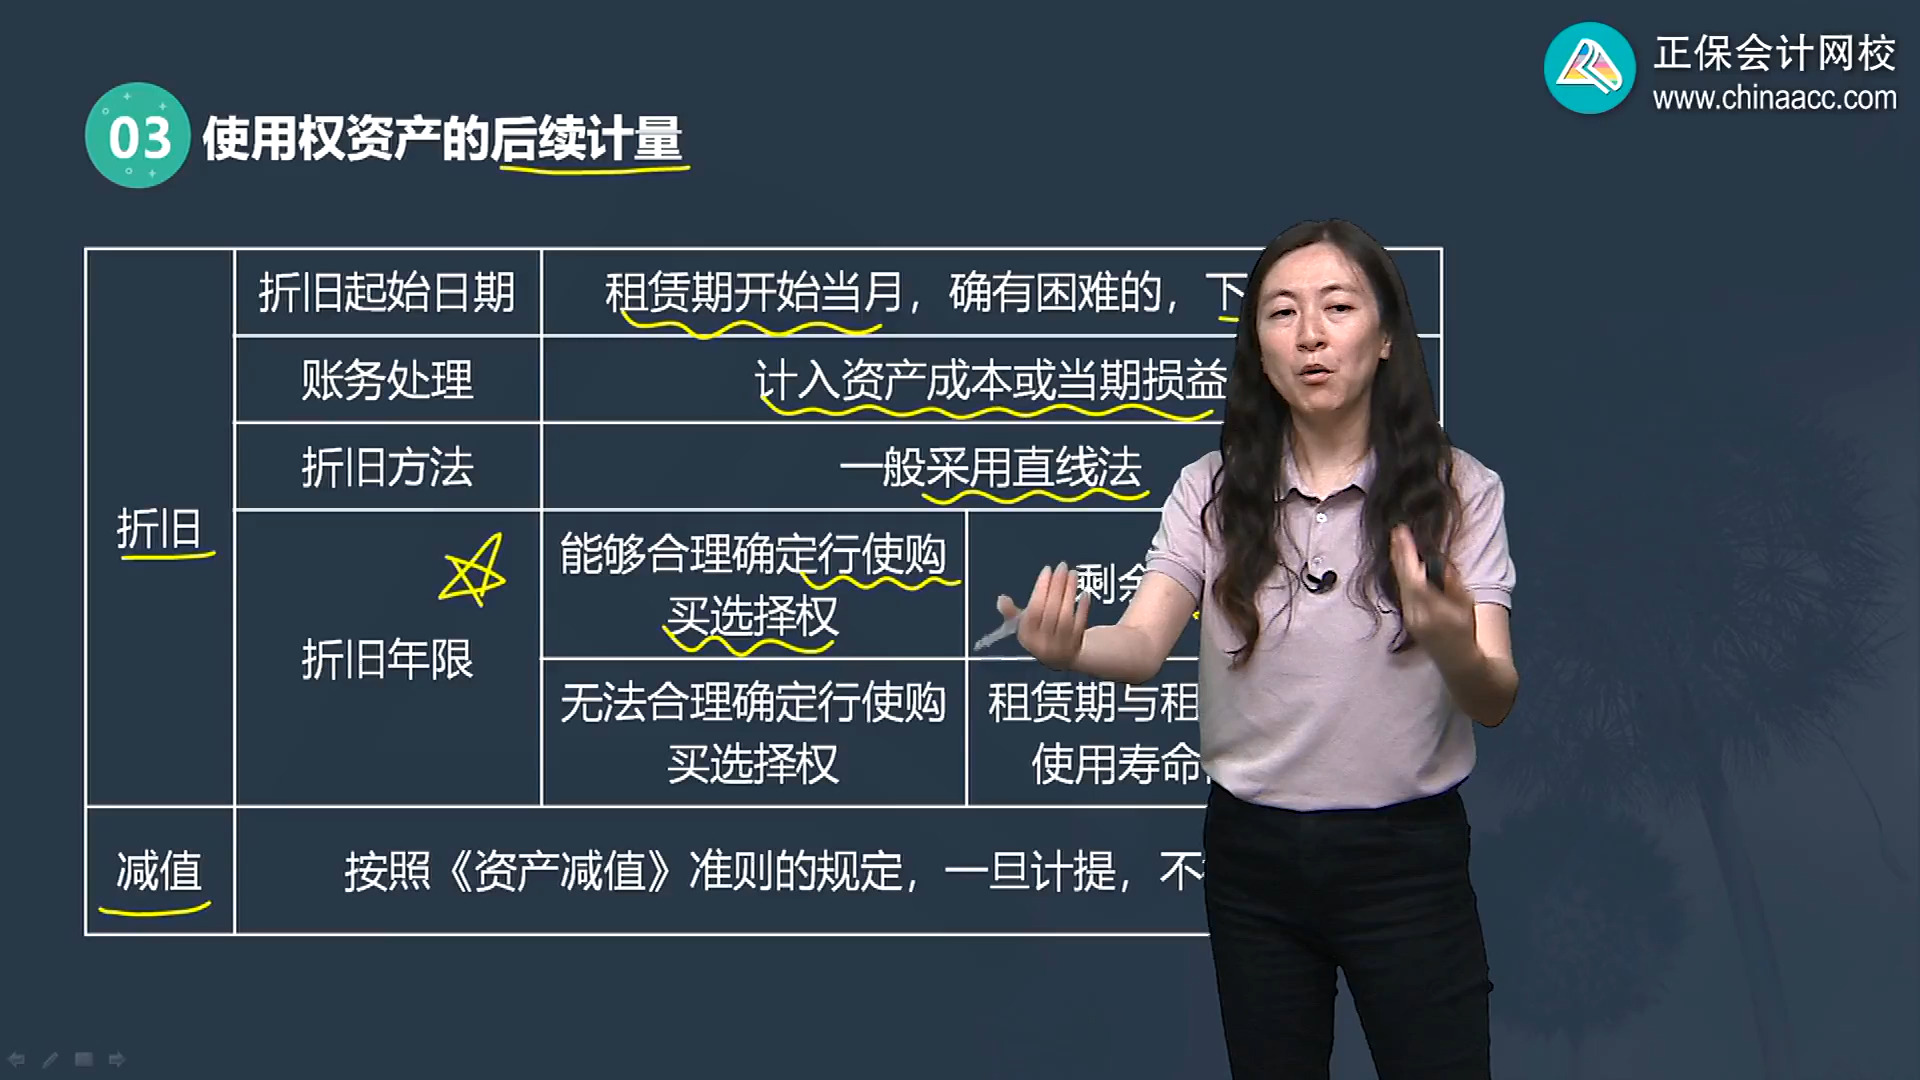 正保会计网校
www.chinaacc.com
03 使用权资产的后续计量
折旧
折旧起始日期
租赁期开始当月，确有困难的，下
账务处理
计入资产成本或当期损益
折旧方法
一般采用直线法
折旧年限
能够合理确定行使购
买选择权
剩余
无法合理确定行使购
买选择权
租赁期与租
使用寿命
减值
按照《资产减值》准则的规定，一旦计提，不